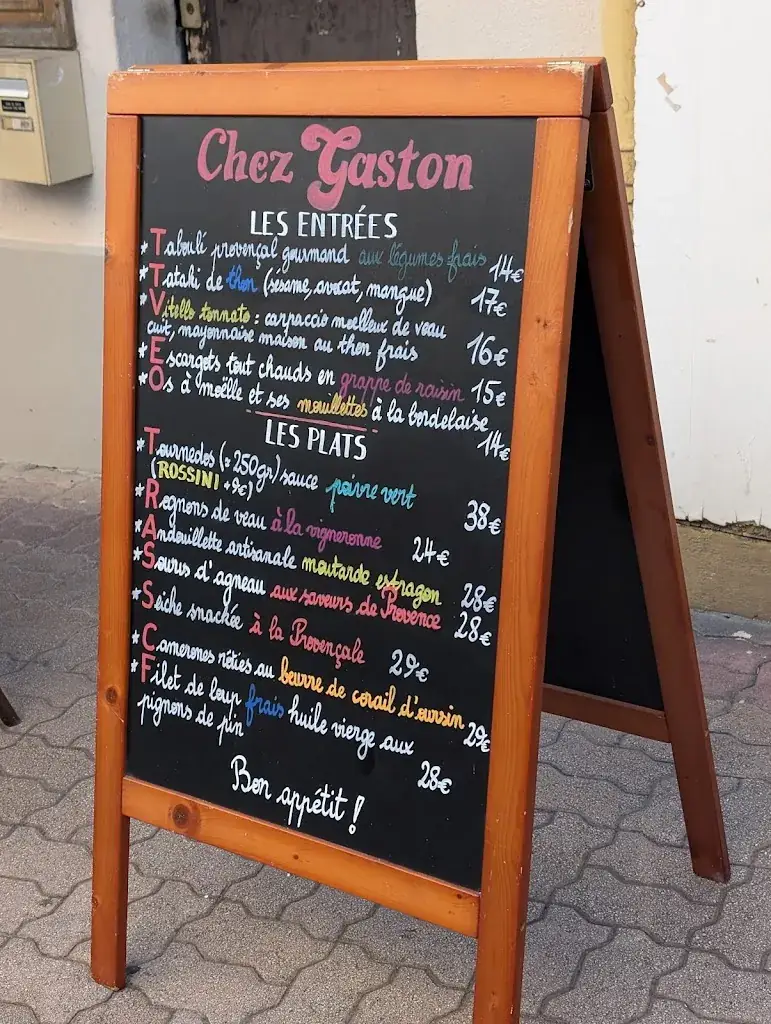 Chez Gaston
LES ENTRÉES
* Taboulé provençal gourmand aux légumes frais 14€
* Tataki de thon (sésame, avocat, mangue) 17€
* Vitello tonnato : carpaccio moelleux de veau
cuit, mayonnaise maison au thon frais 16€
* Escargots tout chauds en grappe de raisin 15€
* Os à moëlle et ses mouillettes à la bordelaise
14€
LES PLATS
* Tournedos (≈250gr) sauce poivre vert
(ROSSINI +9€) 38€
* Rognons de veau à la vigneronne 24€
* Andouillette artisanale moutarde estragon 28€
* Souris d'agneau aux saveurs de Provence 28€
* Seiche snackée à la Provençale 29€
* Camerones rôties au beurre de corail d'oursin 29€
* Filet de loup frais huile vierge aux
pignons de pin 28€
Bon appétit !